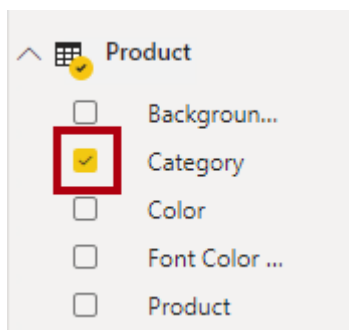 Product
Backgroun...
Category
Color
Font Color ...
Product